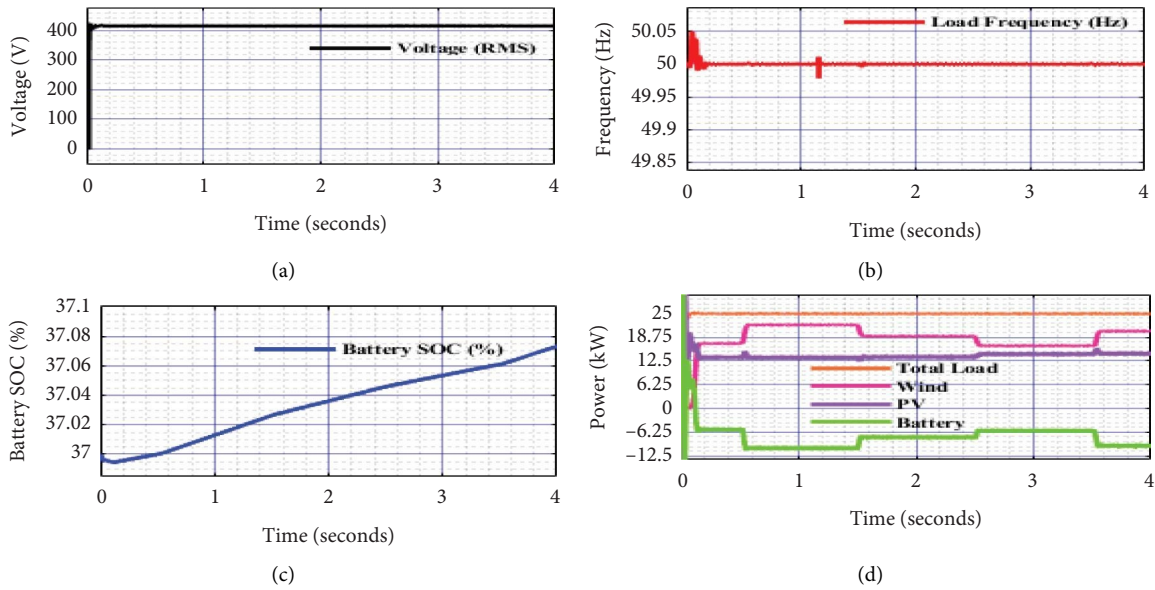 400
300
200
100
0
Voltage (V)
Voltage (RMS)
0 1 2 3 4
Time (seconds)
(a)
50.05
50
49.95
49.9
49.85
Frequency (Hz)
Load Frequency (Hz)
0 1 2 3 4
Time (seconds)
(b)
37.1
37.08
37.06
37.04
37.02
37
Battery SOC (%)
Battery SOC (%)
0 1 2 3 4
Time (seconds)
(c)
25
18.75
12.5
6.25
0
−6.25
−12.5
Power (kW)
Total Load
Wind
PV
Battery
0 1 2 3 4
Time (seconds)
(d)